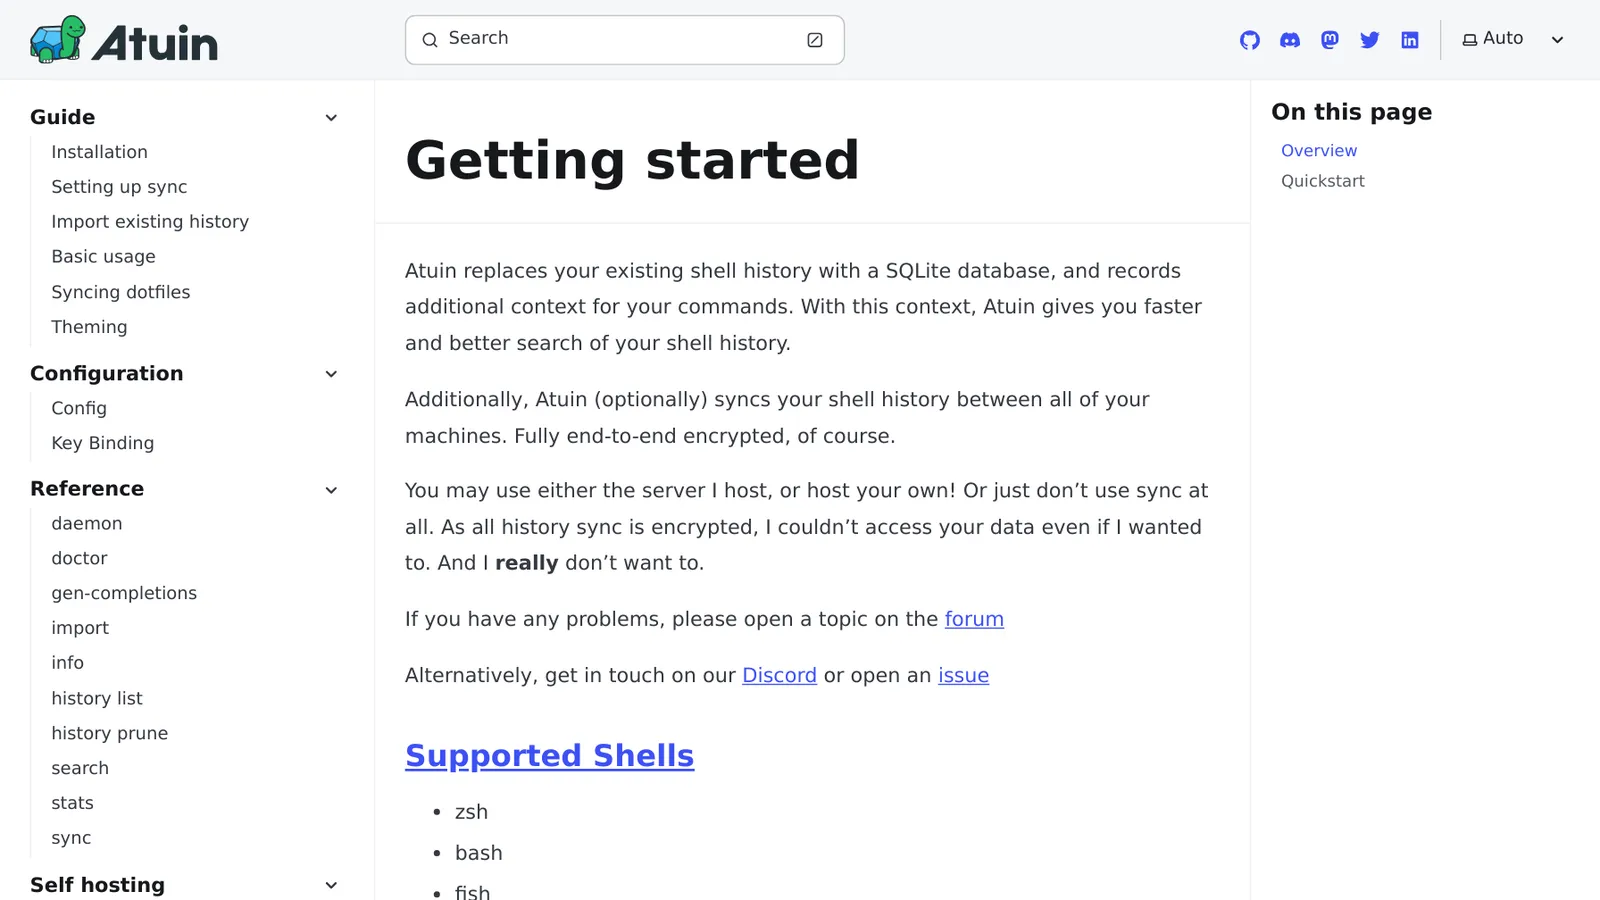 Atuin
Search
Auto
Guide
Installation
Setting up sync
Import existing history
Basic usage
Syncing dotfiles
Theming
Configuration
Config
Key Binding
Reference
daemon
doctor
gen-completions
import
info
history list
history prune
search
stats
sync
Self hosting
Getting started
Atuin replaces your existing shell history with a SQLite database, and records
additional context for your commands. With this context, Atuin gives you faster
and better search of your shell history.
Additionally, Atuin (optionally) syncs your shell history between all of your
machines. Fully end-to-end encrypted, of course.
You may use either the server I host, or host your own! Or just don’t use sync at
all. As all history sync is encrypted, I couldn’t access your data even if I wanted
to. And I really don’t want to.
If you have any problems, please open a topic on the forum
Alternatively, get in touch on our Discord or open an issue
Supported Shells
zsh
bash
fish
On this page
Overview
Quickstart